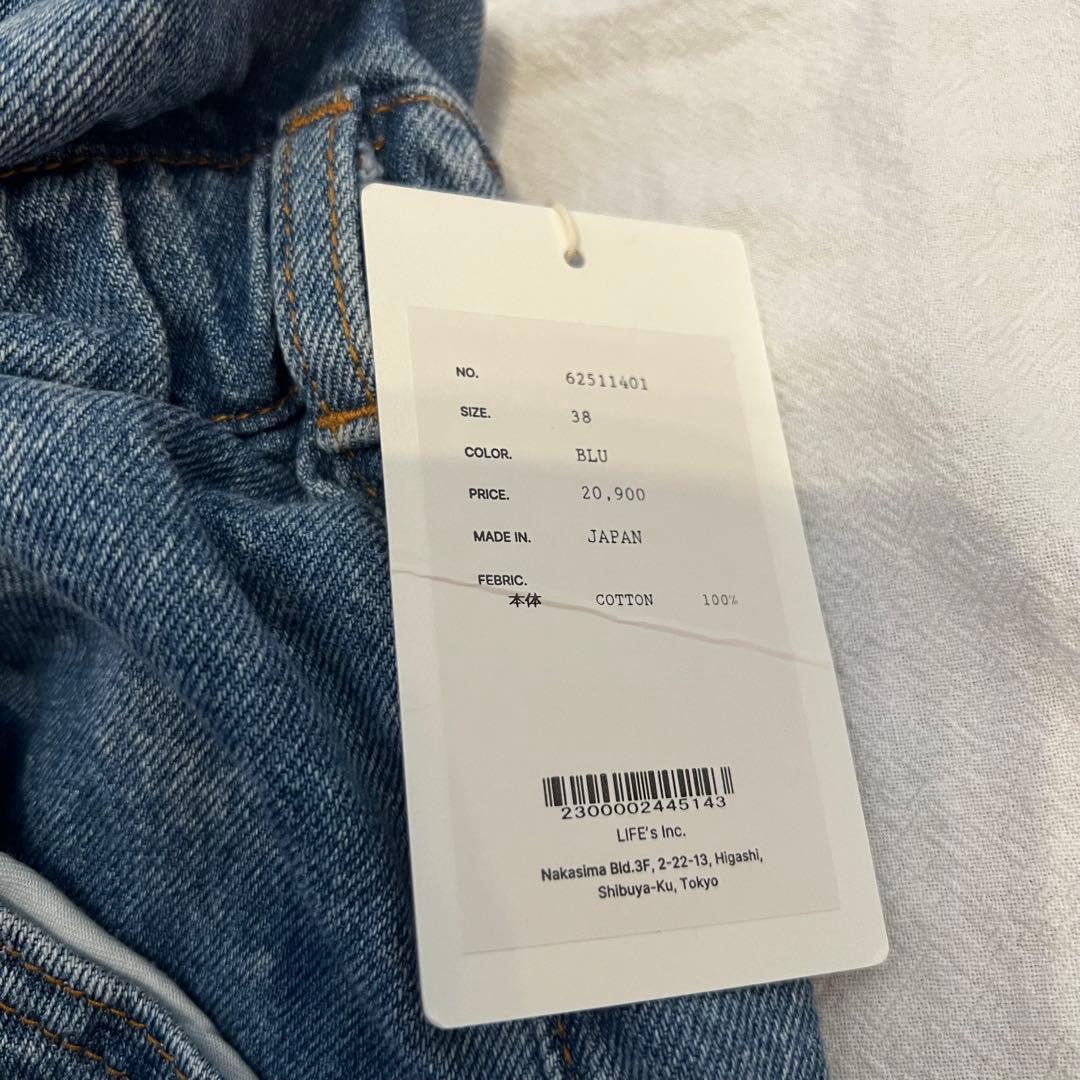 NO. 62511401
SIZE. 38
COLOR. BLU
PRICE. 20,900
MADE IN. JAPAN
FEBRIC.
本体 COTTON 100%
2300002445143
LIFE's Inc.
Nakasima Bld.3F, 2-22-13, Higashi,
Shibuya-Ku, Tokyo